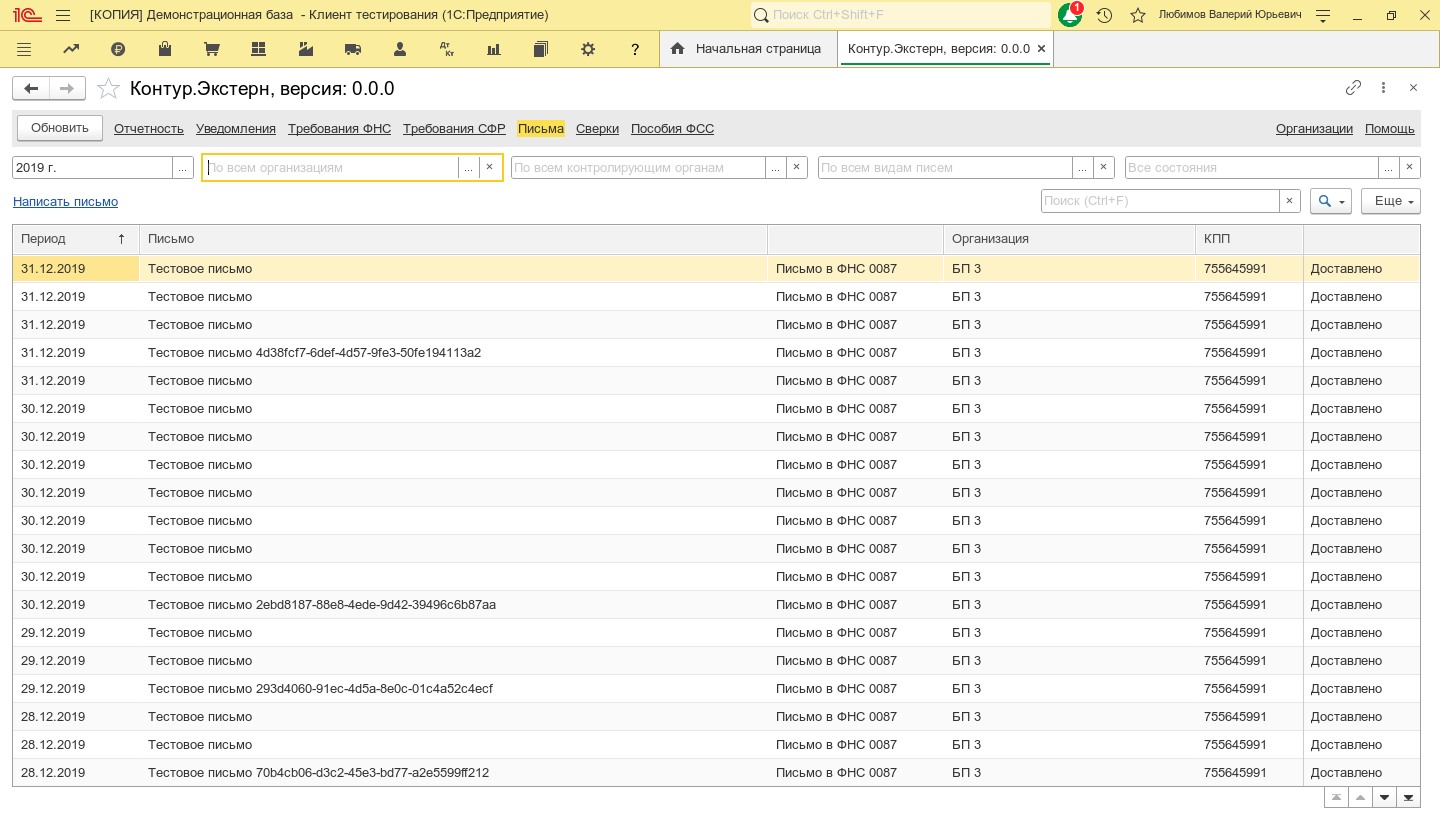 [КОПИЯ] Демонстрационная база - Клиент тестирования (1С:Предприятие) Поиск Ctrl+Shift+F 1 Любимов Валерий Юрьевич
Дт Кт ? Начальная страница Контур.Экстерн, версия: 0.0.0 ×
Контур.Экстерн, версия: 0.0.0
Обновить Отчетность Уведомления Требования ФНС Требования СФР Письма Сверки Пособия ФСС Организации Помощь
2019 г. ... По всем организациям ... × По всем контролирующим органам ... × По всем видам писем ... × Все состояния ... ×
Написать письмо Поиск (Ctrl+F) × Еще
Период ↑ Письмо Организация КПП
31.12.2019 Тестовое письмо Письмо в ФНС 0087 БП 3 755645991 Доставлено
31.12.2019 Тестовое письмо Письмо в ФНС 0087 БП 3 755645991 Доставлено
31.12.2019 Тестовое письмо Письмо в ФНС 0087 БП 3 755645991 Доставлено
31.12.2019 Тестовое письмо 4d38fcf7-6def-4d57-9fe3-50fe194113a2 Письмо в ФНС 0087 БП 3 755645991 Доставлено
31.12.2019 Тестовое письмо Письмо в ФНС 0087 БП 3 755645991 Доставлено
30.12.2019 Тестовое письмо Письмо в ФНС 0087 БП 3 755645991 Доставлено
30.12.2019 Тестовое письмо Письмо в ФНС 0087 БП 3 755645991 Доставлено
30.12.2019 Тестовое письмо Письмо в ФНС 0087 БП 3 755645991 Доставлено
30.12.2019 Тестовое письмо Письмо в ФНС 0087 БП 3 755645991 Доставлено
30.12.2019 Тестовое письмо Письмо в ФНС 0087 БП 3 755645991 Доставлено
30.12.2019 Тестовое письмо Письмо в ФНС 0087 БП 3 755645991 Доставлено
30.12.2019 Тестовое письмо Письмо в ФНС 0087 БП 3 755645991 Доставлено
30.12.2019 Тестовое письмо 2ebd8187-88e8-4ede-9d42-39496c6b87aa Письмо в ФНС 0087 БП 3 755645991 Доставлено
29.12.2019 Тестовое письмо Письмо в ФНС 0087 БП 3 755645991 Доставлено
29.12.2019 Тестовое письмо Письмо в ФНС 0087 БП 3 755645991 Доставлено
29.12.2019 Тестовое письмо 293d4060-91ec-4d5a-8e0c-01c4a52c4ecf Письмо в ФНС 0087 БП 3 755645991 Доставлено
28.12.2019 Тестовое письмо Письмо в ФНС 0087 БП 3 755645991 Доставлено
28.12.2019 Тестовое письмо Письмо в ФНС 0087 БП 3 755645991 Доставлено
28.12.2019 Тестовое письмо 70b4cb06-d3c2-45e3-bd77-a2e5599ff212 Письмо в ФНС 0087 БП 3 755645991 Доставлено